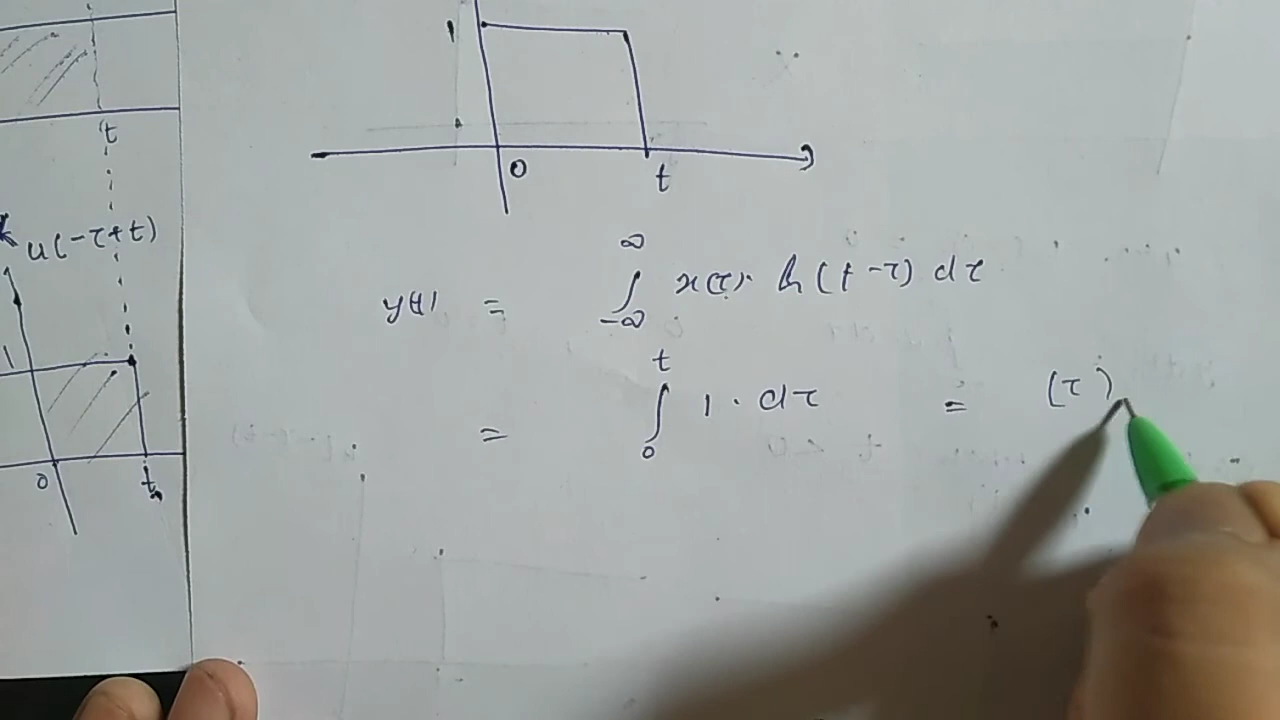 1
0 t
t
u(-τ+t)
1
0 t
∞
y(t) = ∫ x(τ). h(t-τ) dτ
-∞
t
= ∫ 1. dτ = (τ)
0